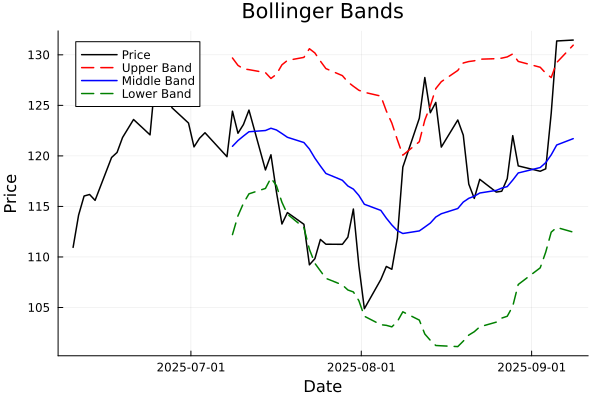 Bollinger Bands
Price
Upper Band
Middle Band
Lower Band
130
125
120
115
110
105
Price
2025-07-01
2025-08-01
2025-09-01
Date